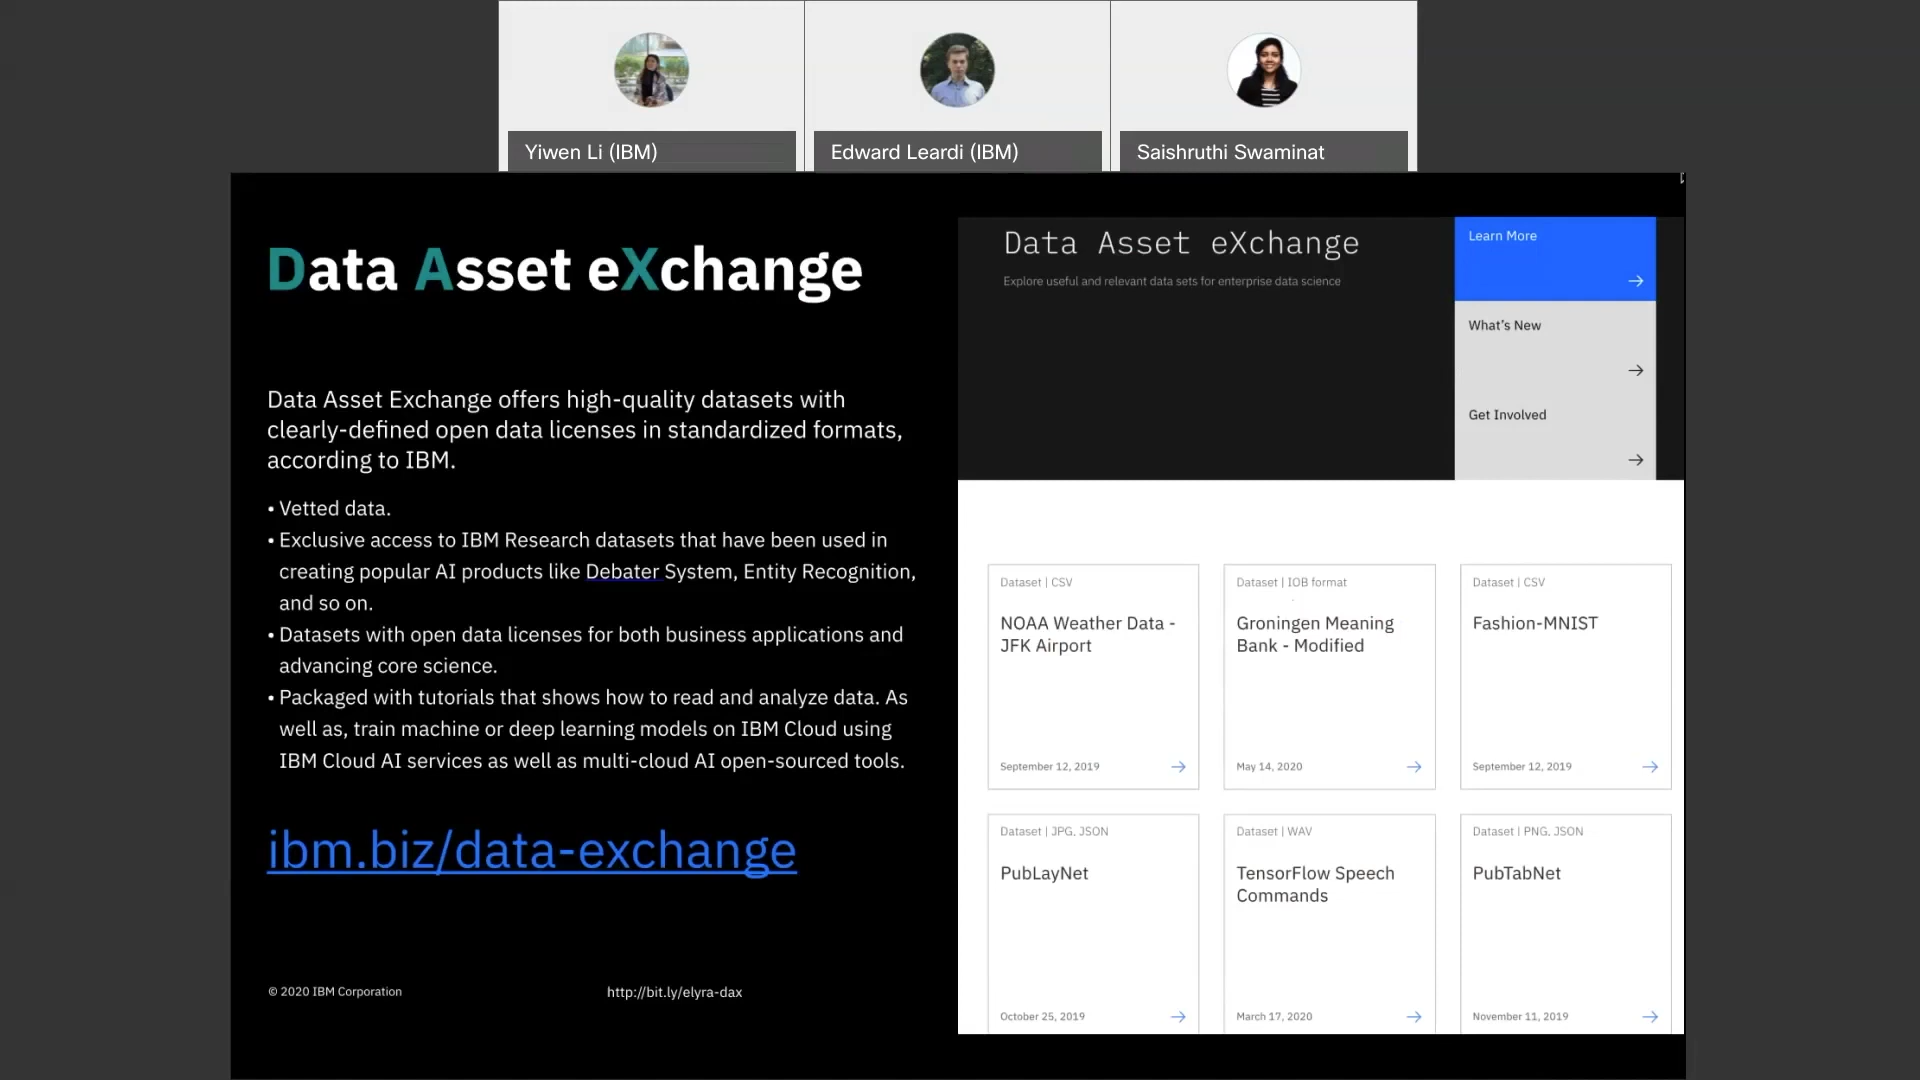 Yiwen Li (IBM)
Edward Leardi (IBM)
Saishruthi Swaminat
Data Asset eXchange
Data Asset Exchange offers high-quality datasets with
clearly-defined open data licenses in standardized formats,
according to IBM.
• Vetted data.
• Exclusive access to IBM Research datasets that have been used in
creating popular AI products like Debater System, Entity Recognition,
and so on.
• Datasets with open data licenses for both business applications and
advancing core science.
• Packaged with tutorials that shows how to read and analyze data. As
well as, train machine or deep learning models on IBM Cloud using
IBM Cloud AI services as well as multi-cloud AI open-sourced tools.
ibm.biz/data-exchange
© 2020 IBM Corporation
http://bit.ly/elyra-dax
Data Asset eXchange
Explore useful and relevant data sets for enterprise data science
Learn More
What's New
Get Involved
Dataset | CSV
NOAA Weather Data -
JFK Airport
September 12, 2019
Dataset | IOB format
Groningen Meaning
Bank - Modified
May 14, 2020
Dataset | CSV
Fashion-MNIST
September 12, 2019
Dataset | JPG, JSON
PubLayNet
October 25, 2019
Dataset | WAV
TensorFlow Speech
Commands
March 17, 2020
Dataset | PNG, JSON
PubTabNet
November 11, 2019